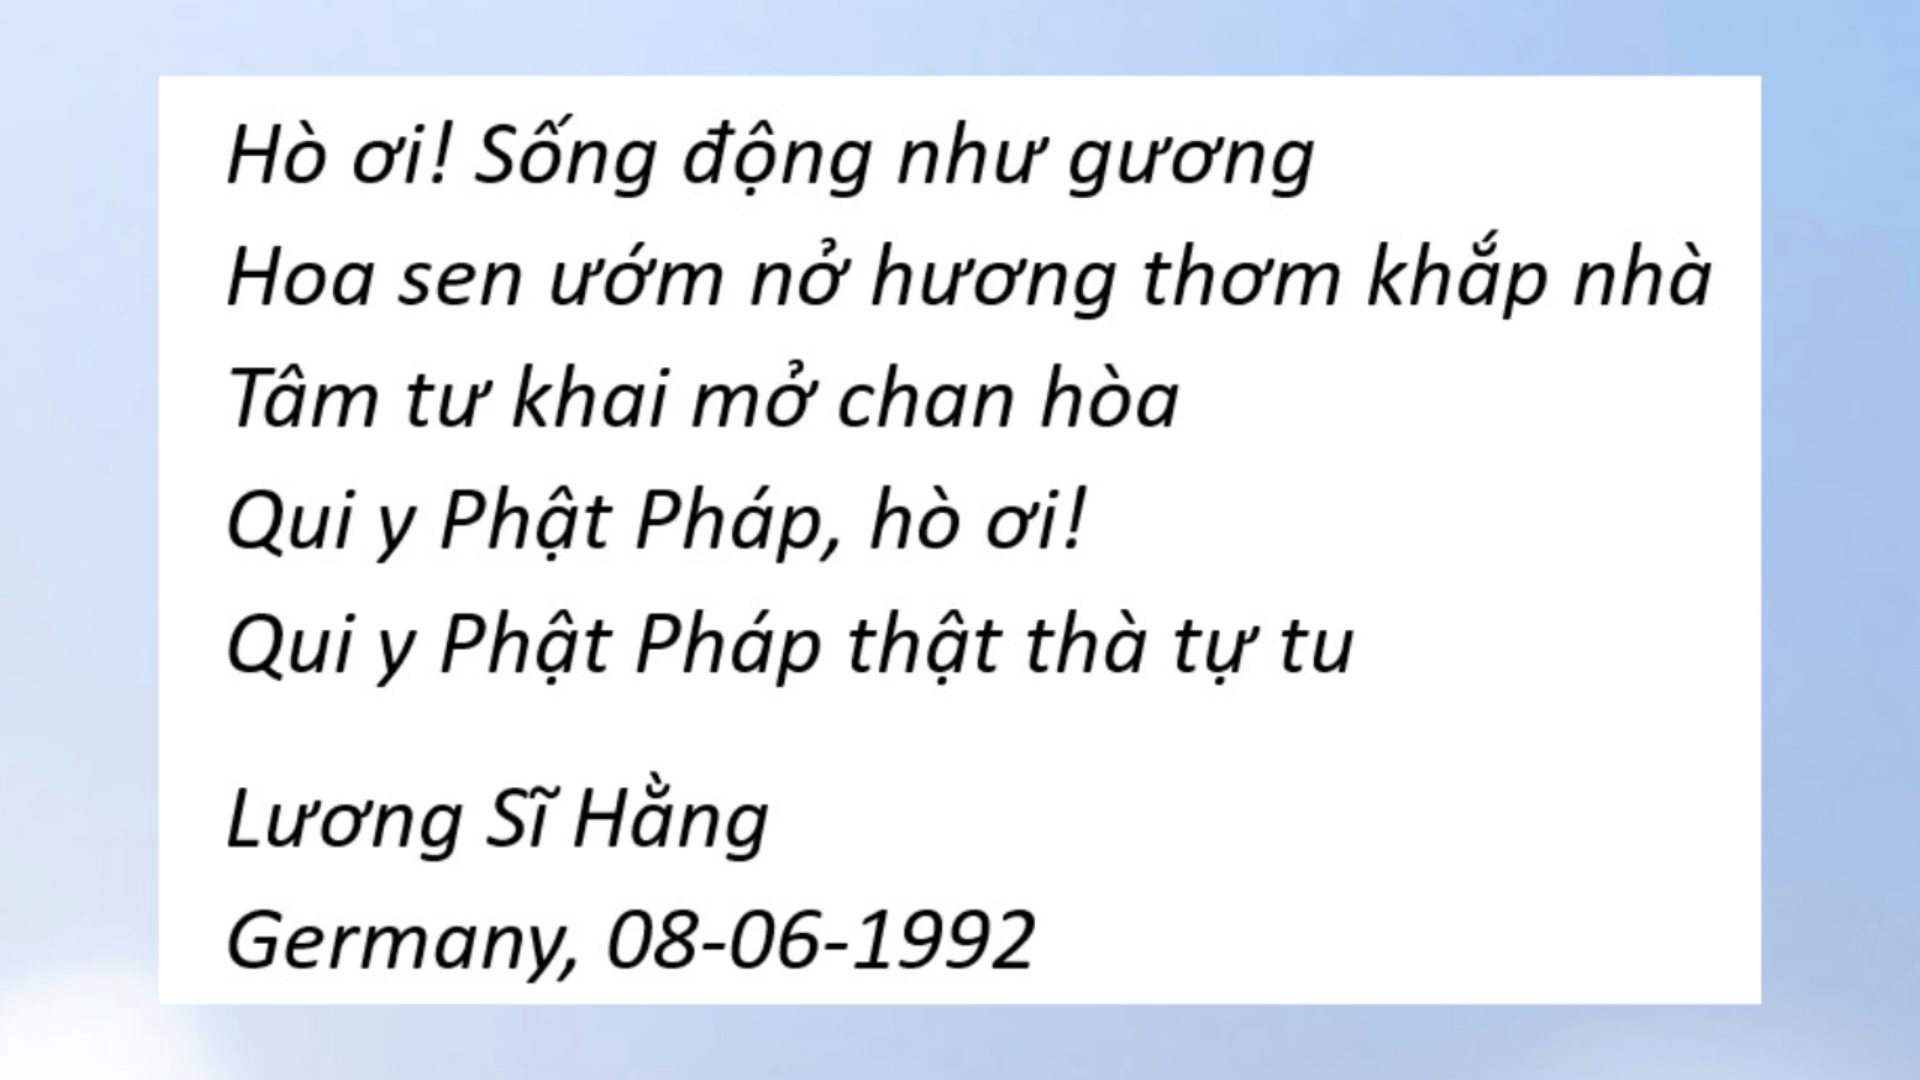 Hò ơi! Sống động như gương
Hoa sen ướm nở hương thơm khắp nhà
Tâm tư khai mở chan hòa
Qui y Phật Pháp, hò ơi!
Qui y Phật Pháp thật thà tự tu
Lương Sĩ Hằng
Germany, 08-06-1992